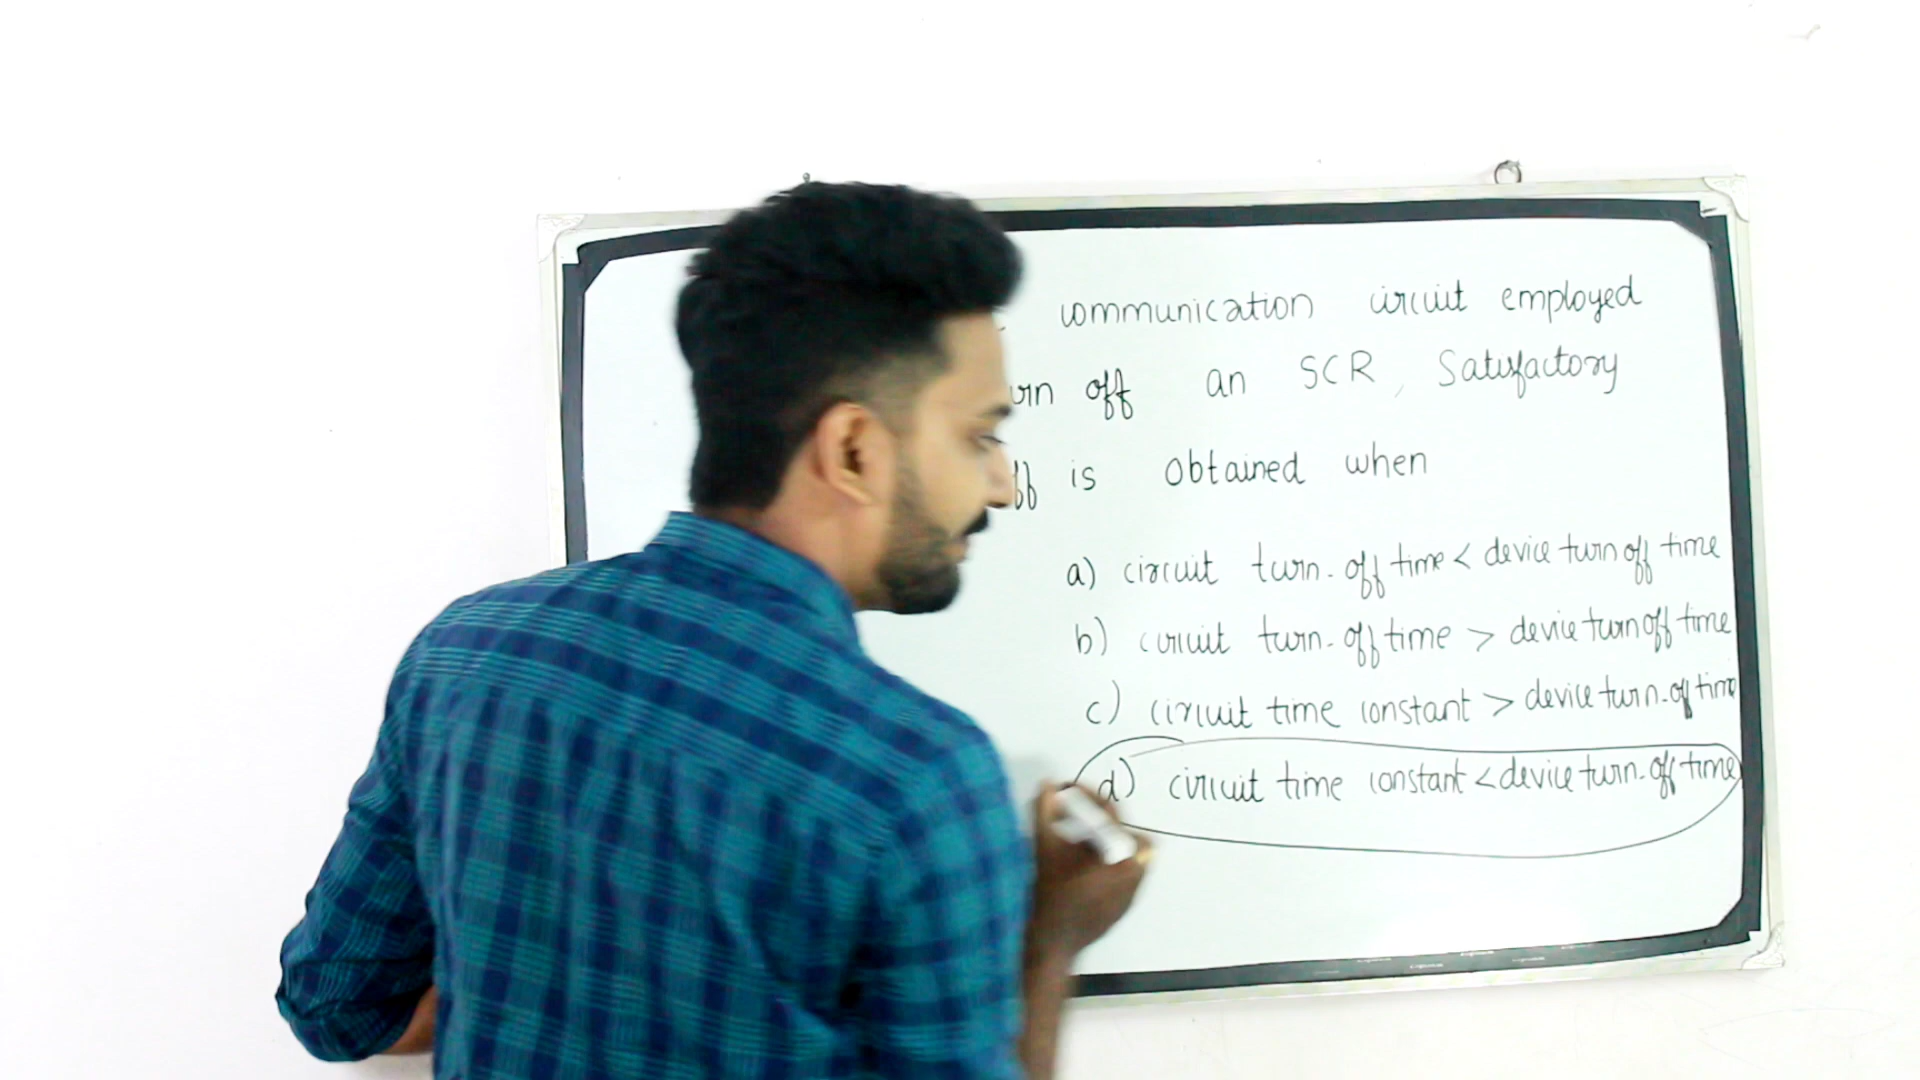 communication circuit employed
urn off an SCR, Satisfactory
ff is obtained when
a) circuit turn-off time < device turn off time
b) circuit turn-off time > device turn off time
c) circuit time constant > device turn-off time
d) circuit time constant < device turn-off time